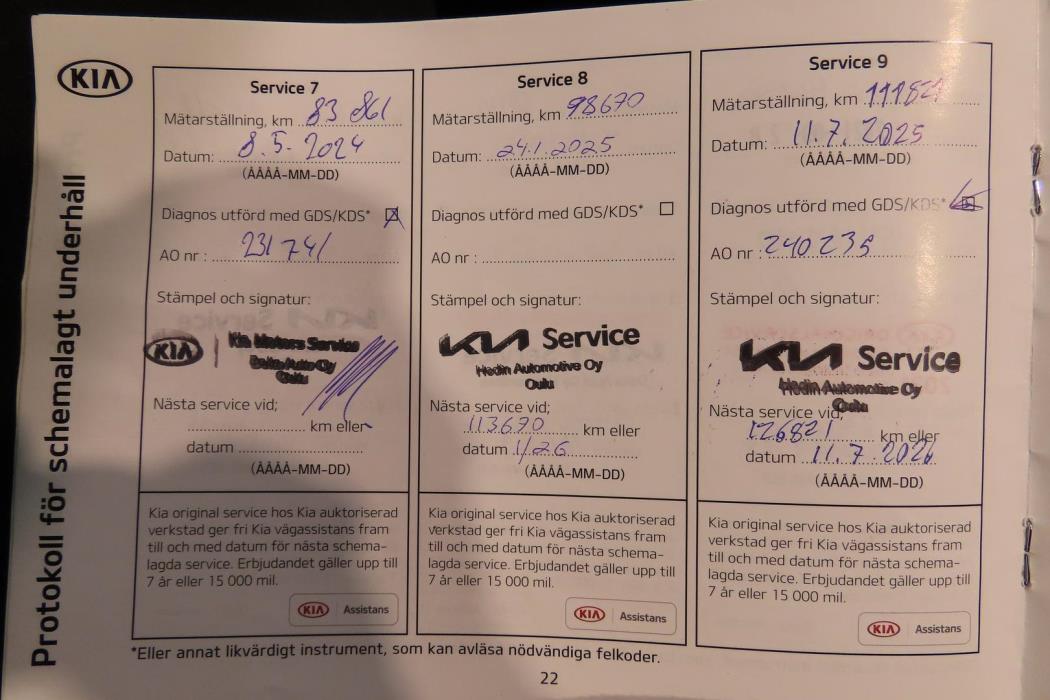 Protokoll för schemalagt underhåll
KIA
Service 7
Mätarställning, km 83 861
Datum: 8.5.2024
(ÅÅÅÅ-MM-DD)
Diagnos utförd med GDS/KDS*
AO nr : 231741
Stämpel och signatur:
KIA Kia Motors Service
Delta Auto Oy
Oulu
Nästa service vid;
km eller
datum
(ÅÅÅÅ-MM-DD)
Kia original service hos Kia auktoriserad
verkstad ger fri Kia vägassistans fram
till och med datum för nästa schema-
lagda service. Erbjudandet gäller upp till
7 år eller 15 000 mil.
KIA Assistans
Service 8
Mätarställning, km 98670
Datum: 24.1.2025
(ÅÅÅÅ-MM-DD)
Diagnos utförd med GDS/KDS*
AO nr :
Stämpel och signatur:
KIA Service
Hedin Automotive Oy
Oulu
Nästa service vid;
113670 km eller
datum 1/26
(ÅÅÅÅ-MM-DD)
Kia original service hos Kia auktoriserad
verkstad ger fri Kia vägassistans fram
till och med datum för nästa schema-
lagda service. Erbjudandet gäller upp till
7 år eller 15 000 mil.
KIA Assistans
Service 9
Mätarställning, km 111821
Datum: 11.7.2025
(ÅÅÅÅ-MM-DD)
Diagnos utförd med GDS/KDS*
AO nr : 240235
Stämpel och signatur:
KIA Service
Hedin Automotive Oy
Oulu
Nästa service vid;
126821 km eller
datum 11.7.2026
(ÅÅÅÅ-MM-DD)
Kia original service hos Kia auktoriserad
verkstad ger fri Kia vägassistans fram
till och med datum för nästa schema-
lagda service. Erbjudandet gäller upp till
7 år eller 15 000 mil.
KIA Assistans
*Eller annat likvärdigt instrument, som kan avläsa nödvändiga felkoder.
22